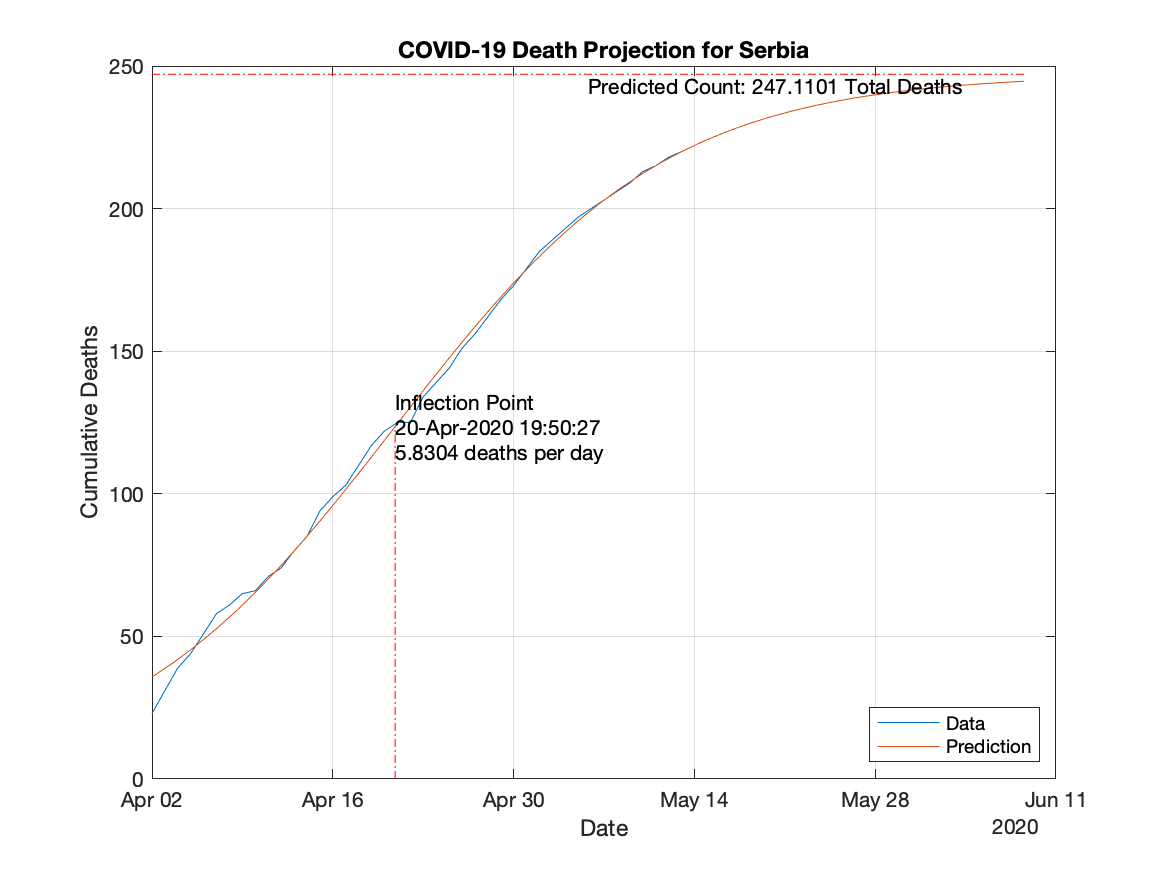 COVID-19 Death Projection for Serbia
250
Predicted Count: 247.1101 Total Deaths
200
150
Inflection Point
20-Apr-2020 19:50:27
5.8304 deaths per day
100
50
0
Cumulative Deaths
Data
Prediction
Apr 02 Apr 16 Apr 30 May 14 May 28 Jun 11
Date
2020